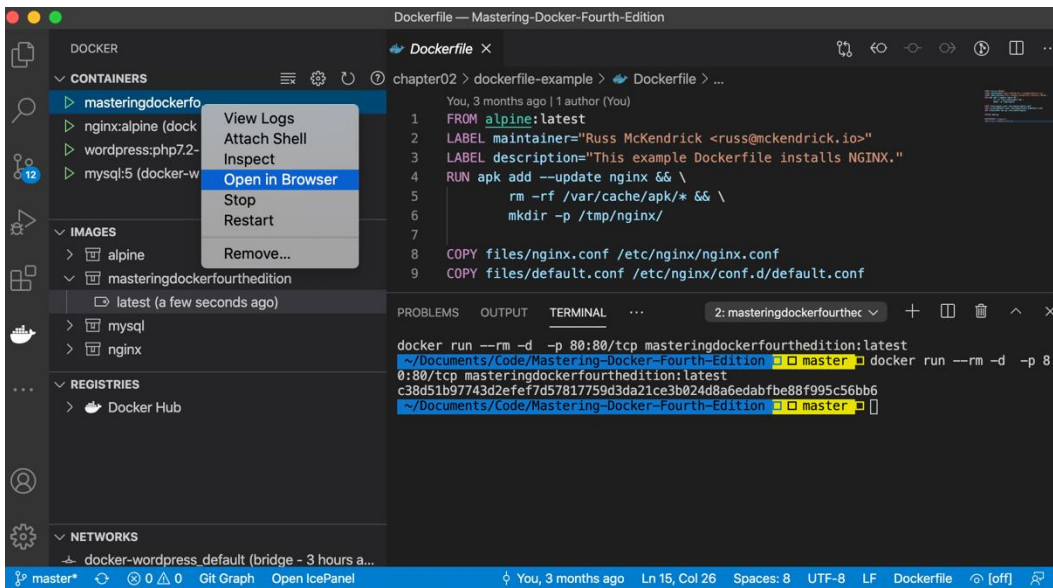 Dockerfile — Mastering-Docker-Fourth-Edition
DOCKER
CONTAINERS
masteringdockerfo
nginx:alpine (dock
wordpress:php7.2-
mysql:5 (docker-w
View Logs
Attach Shell
Inspect
Open in Browser
Stop
Restart
Remove...
IMAGES
alpine
masteringdockerfourthedition
latest (a few seconds ago)
mysql
nginx
REGISTRIES
Docker Hub
NETWORKS
docker-wordpress_default (bridge - 3 hours a...
12
Dockerfile
chapter02 > dockerfile-example > Dockerfile > ...
You, 3 months ago | 1 author (You)
1 FROM alpine:latest
2 LABEL maintainer="Russ McKendrick <russ@mckendrick.io>"
3 LABEL description="This example Dockerfile installs NGINX."
4 RUN apk add --update nginx && \
5 rm -rf /var/cache/apk/* && \
6 mkdir -p /tmp/nginx/
7
8 COPY files/nginx.conf /etc/nginx/nginx.conf
9 COPY files/default.conf /etc/nginx/conf.d/default.conf
PROBLEMS OUTPUT TERMINAL ... 2: masteringdockerfourthec
docker run --rm -d -p 80:80/tcp masteringdockerfourthedition:latest
~/Documents/Code/Mastering-Docker-Fourth-Edition master docker run --rm -d -p 8
0:80/tcp masteringdockerfourthedition:latest
c38d51b97743d2efef7d57817759d3da21ce3b024d8a6edabfbe88f995c56bb6
~/Documents/Code/Mastering-Docker-Fourth-Edition master
master* 0 0 Git Graph Open IcePanel You, 3 months ago Ln 15, Col 26 Spaces: 8 UTF-8 LF Dockerfile [off]